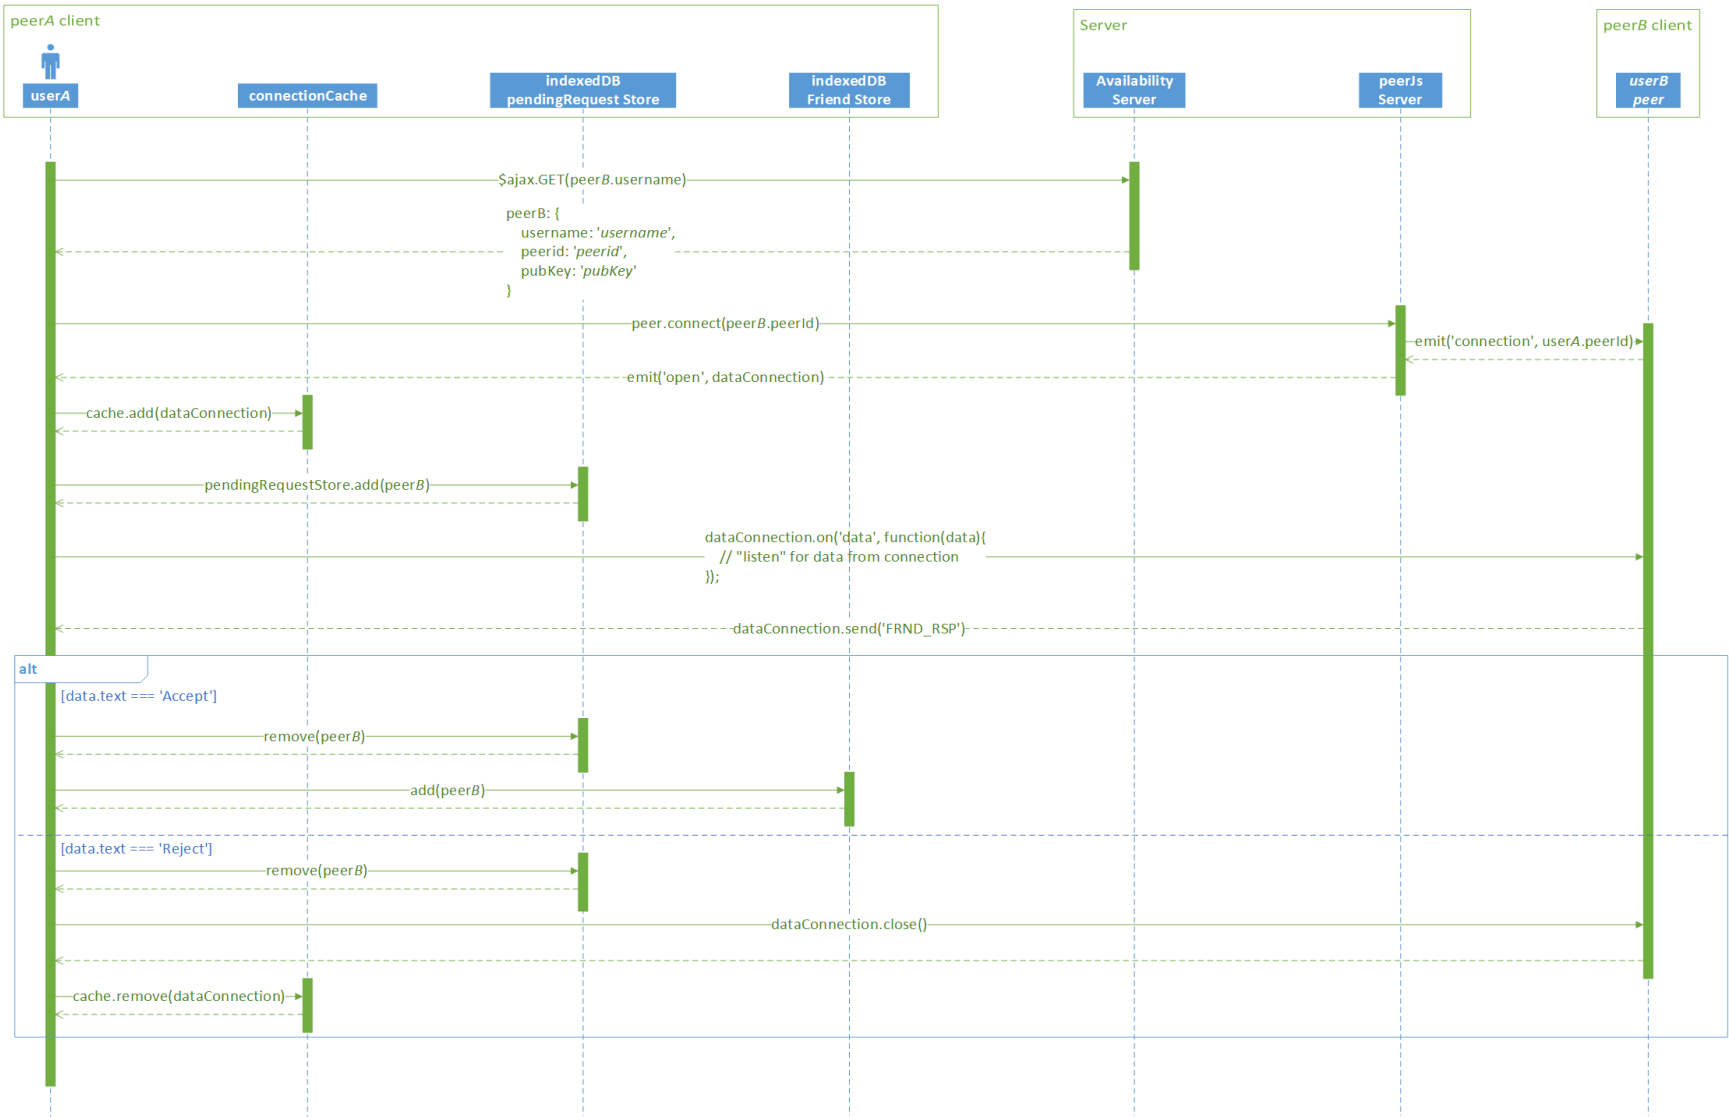 peerA client
Server
peerB client
userA
connectionCache
indexedDB
pendingRequest Store
indexedDB
Friend Store
Availability
Server
peerJs
Server
userB
peer
$ajax.GET(peerB.username)
peerB: {
username: 'username',
peerid: 'peerid',
pubKey: 'pubKey'
}
peer.connect(peerB.peerId)
emit('connection', userA.peerId)
emit('open', dataConnection)
cache.add(dataConnection)
pendingRequestStore.add(peerB)
dataConnection.on('data', function(data){
// "listen" for data from connection
});
dataConnection.send('FRND_RSP')
alt
[data.text === 'Accept']
remove(peerB)
add(peerB)
[data.text === 'Reject']
remove(peerB)
dataConnection.close()
cache.remove(dataConnection)